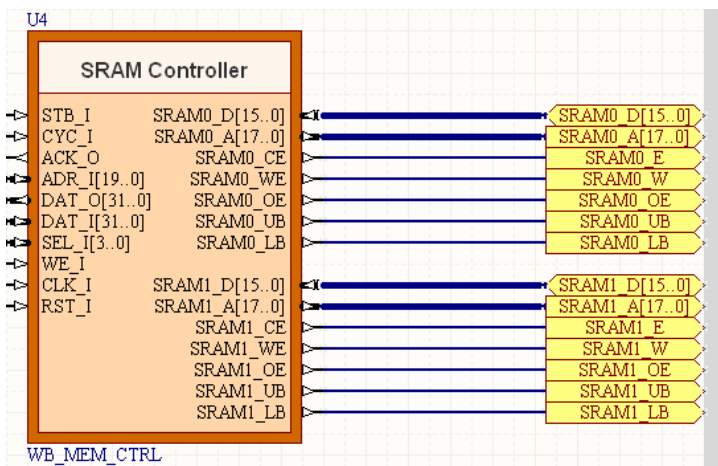 U4
SRAM Controller
STB_I SRAM0_D[15..0] SRAM0_D[15..0]
CYC_I SRAM0_A[17..0] SRAM0_A[17..0]
ACK_O SRAM0_CE SRAM0_E
ADR_I[19..0] SRAM0_WE SRAM0_W
DAT_O[31..0] SRAM0_OE SRAM0_OE
DAT_I[31..0] SRAM0_UB SRAM0_UB
SEL_I[3..0] SRAM0_LB SRAM0_LB
WE_I
CLK_I SRAM1_D[15..0] SRAM1_D[15..0]
RST_I SRAM1_A[17..0] SRAM1_A[17..0]
SRAM1_CE SRAM1_E
SRAM1_WE SRAM1_W
SRAM1_OE SRAM1_OE
SRAM1_UB SRAM1_UB
SRAM1_LB SRAM1_LB
WB_MEM_CTRL